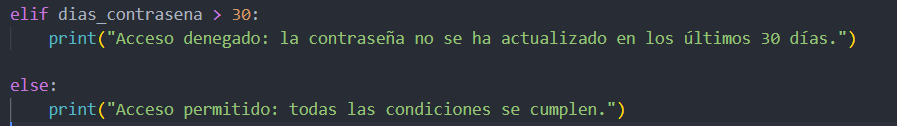 elif dias_contrasena > 30:
    print("Acceso denegado: la contraseña no se ha actualizado en los últimos 30 días.")
else:
    print("Acceso permitido: todas las condiciones se cumplen.")